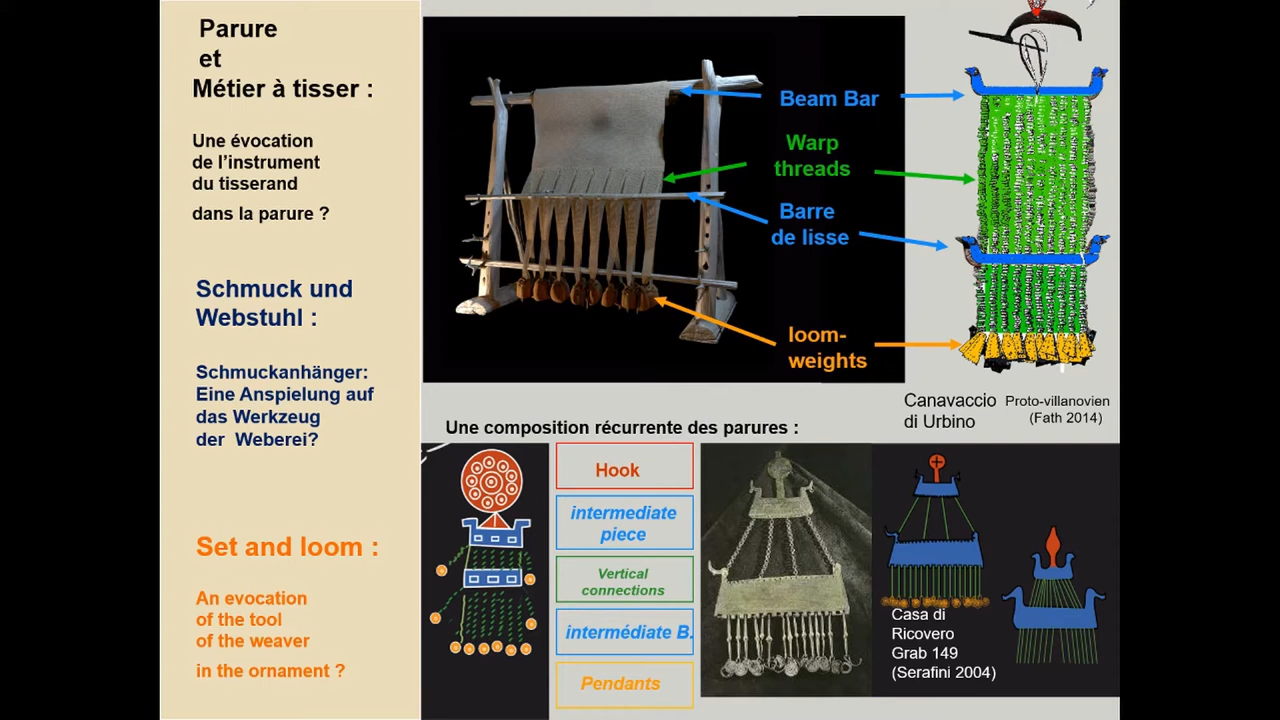 Parure
et
Métier à tisser :
Une évocation
de l’instrument
du tisserand
dans la parure ?
Schmuck und
Webstuhl :
Schmuckanhänger:
Eine Anspielung auf
das Werkzeug
der Weberei?
Set and loom :
An evocation
of the tool
of the weaver
in the ornament ?
Beam Bar
Warp
threads
Barre
de lisse
loom-
weights
Canavaccio
di Urbino
Proto-villanovien
(Fath 2014)
Une composition récurrente des parures :
Hook
intermediate
piece
Vertical
connections
intermédiate B.
Pendants
Casa di
Ricovero
Grab 149
(Serafini 2004)